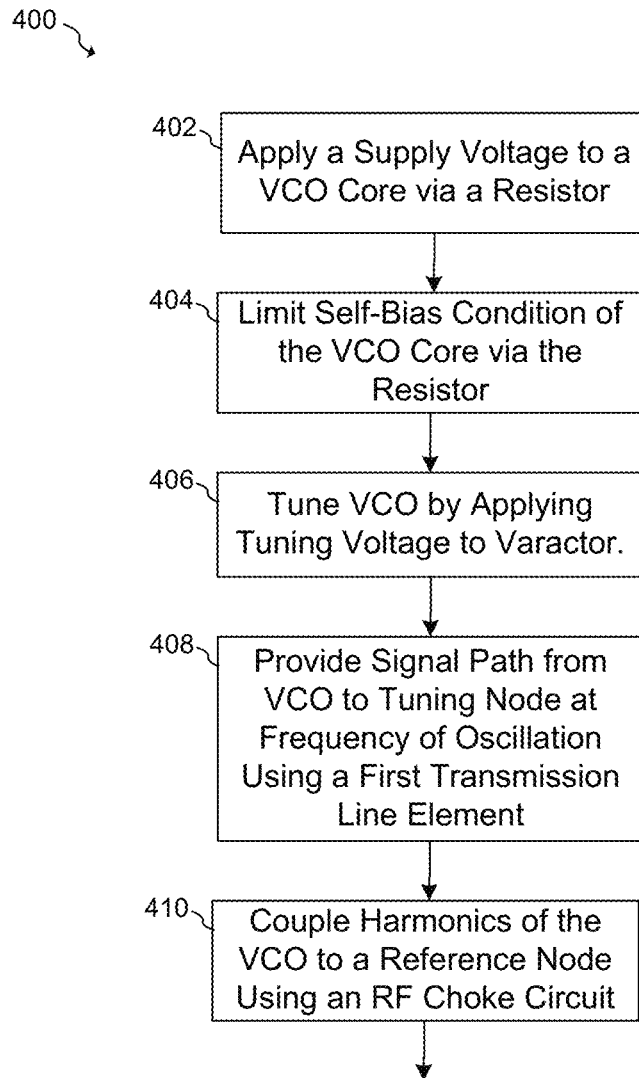 400
402
Apply a Supply Voltage to a
VCO Core via a Resistor
404
Limit Self-Bias Condition of
the VCO Core via the
Resistor
406
Tune VCO by Applying
Tuning Voltage to Varactor.
408
Provide Signal Path from
VCO to Tuning Node at
Frequency of Oscillation
Using a First Transmission
Line Element
410
Couple Harmonics of the
VCO to a Reference Node
Using an RF Choke Circuit